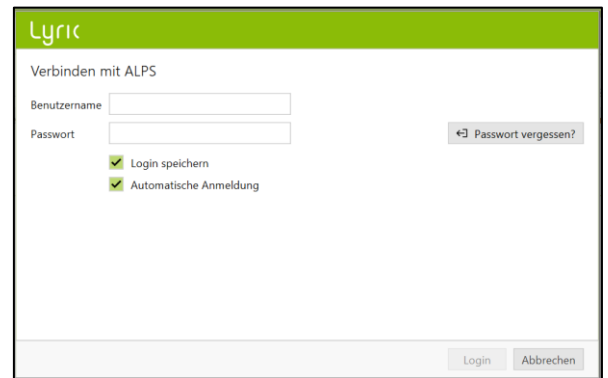 Lyric
Verbinden mit ALPS
Benutzername
Passwort
Passwort vergessen?
Login speichern
Automatische Anmeldung
Login Abbrechen